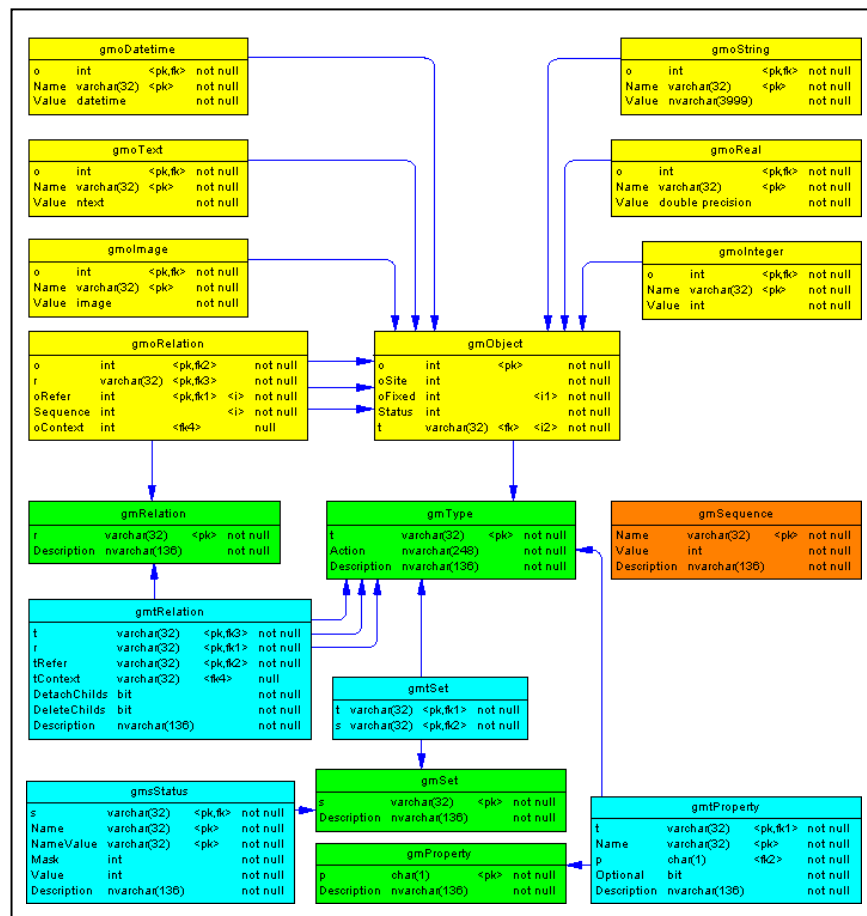 gmoDatetime
o int <pk,fk> not null
Name varchar(32) <pk> not null
Value datetime not null
gmoString
o int <pk,fk> not null
Name varchar(32) <pk> not null
Value nvarchar(3999) not null
gmoText
o int <pk,fk> not null
Name varchar(32) <pk> not null
Value ntext not null
gmoReal
o int <pk,fk> not null
Name varchar(32) <pk> not null
Value double precision not null
gmoImage
o int <pk,fk> not null
Name varchar(32) <pk> not null
Value image not null
gmoInteger
o int <pk,fk> not null
Name varchar(32) <pk> not null
Value int not null
gmoRelation
o int <pk,fk2> not null
r varchar(32) <pk,fk3> not null
oRefer int <pk,fk1> <i> not null
Sequence int <i> not null
oContext int <fk4> null
gmObject
o int <pk> not null
oSite int not null
oFixed int <i1> not null
Status int not null
t varchar(32) <fk> <i2> not null
gmRelation
r varchar(32) <pk> not null
Description nvarchar(136) not null
gmType
t varchar(32) <pk> not null
Action nvarchar(248) not null
Description nvarchar(136) not null
gmSequence
Name varchar(32) <pk> not null
Value int not null
Description nvarchar(136) not null
gmtRelation
t varchar(32) <pk,fk3> not null
r varchar(32) <pk,fk1> not null
tRefer varchar(32) <pk,fk2> not null
tContext varchar(32) <fk4> null
DetachChilds bit not null
DeleteChilds bit not null
Description nvarchar(136) not null
gmtSet
t varchar(32) <pk,fk1> not null
s varchar(32) <pk,fk2> not null
gmsStatus
s varchar(32) <pk,fk> not null
Name varchar(32) <pk> not null
NameValue varchar(32) <pk> not null
Mask int not null
Value int not null
Description nvarchar(136) not null
gmSet
s varchar(32) <pk> not null
Description nvarchar(136) not null
gmtProperty
t varchar(32) <pk,fk1> not null
Name varchar(32) <pk> not null
p char(1) <fk2> not null
Optional bit not null
Description nvarchar(136) not null
gmProperty
p char(1) <pk> not null
Description nvarchar(136) not null